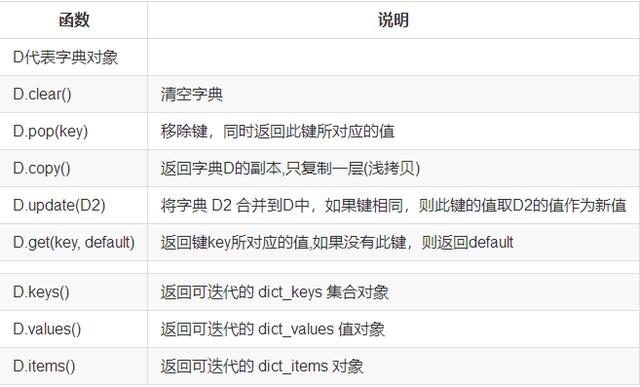 函数 说明
D代表字典对象
D.clear() 清空字典
D.pop(key) 移除键，同时返回此键所对应的值
D.copy() 返回字典D的副本,只复制一层(浅拷贝)
D.update(D2) 将字典 D2 合并到D中，如果键相同，则此键的值取D2的值作为新值
D.get(key, default) 返回键key所对应的值,如果没有此键，则返回default
D.keys() 返回可迭代的 dict_keys 集合对象
D.values() 返回可迭代的 dict_values 值对象
D.items() 返回可迭代的 dict_items 对象